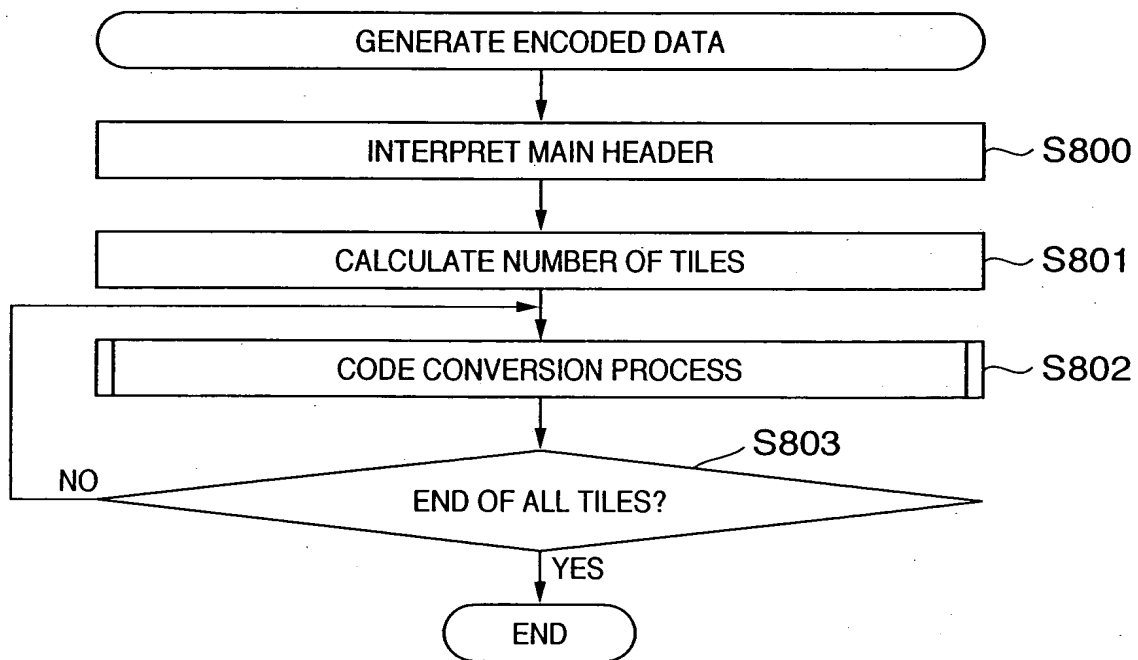 GENERATE ENCODED DATA
INTERPRET MAIN HEADER
S800
CALCULATE NUMBER OF TILES
S801
CODE CONVERSION PROCESS
S802
S803
NO
END OF ALL TILES?
YES
END